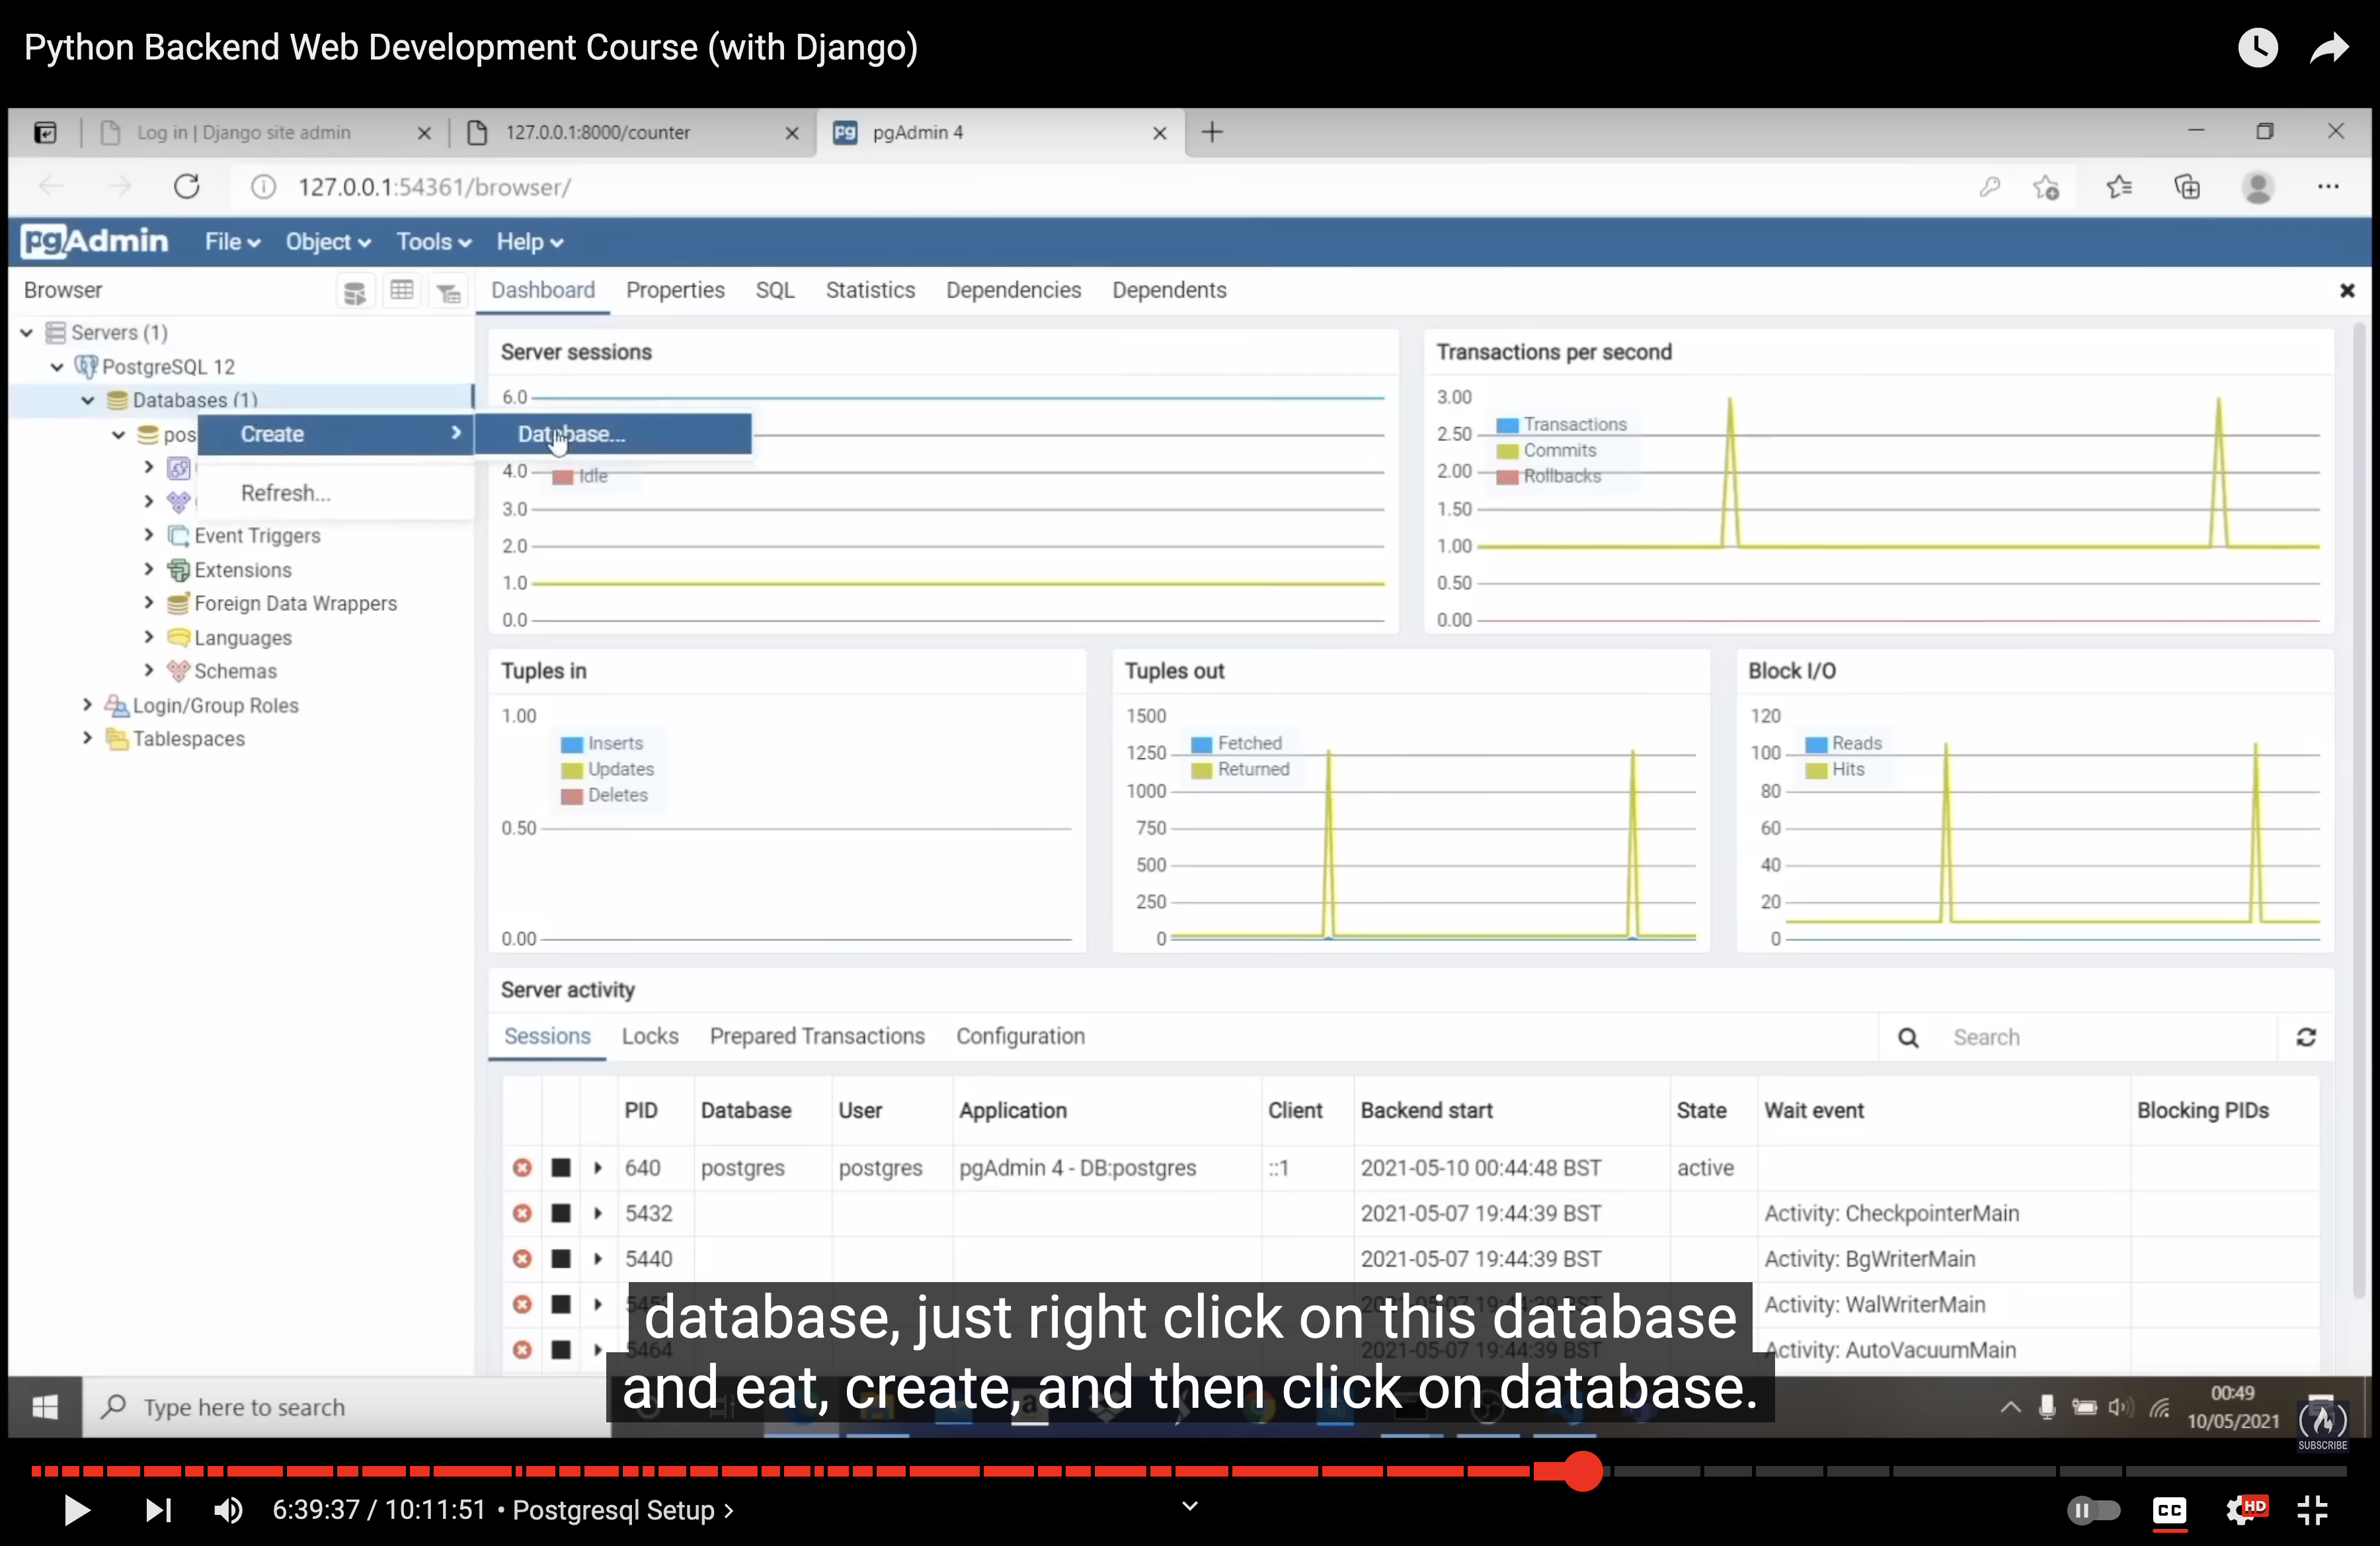 Python Backend Web Development Course (with Django)
Log in | Django site admin
127.0.0.1:8000/counter
pgAdmin 4
127.0.0.1:54361/browser/
pgAdmin File Object Tools Help
Browser
Dashboard Properties SQL Statistics Dependencies Dependents
Servers (1)
PostgreSQL 12
Databases (1)
pos
Create
Database...
Refresh...
Event Triggers
Extensions
Foreign Data Wrappers
Languages
Schemas
Login/Group Roles
Tablespaces
Server sessions
6.0
4.0
Idle
3.0
2.0
1.0
0.0
Transactions per second
3.00
Transactions
2.50
Commits
2.00
Rollbacks
1.50
1.00
0.50
0.00
Tuples in
1.00
Inserts
Updates
Deletes
0.50
0.00
Tuples out
1500
Fetched
1250
Returned
1000
750
500
250
0
Block I/O
120
Reads
100
Hits
80
60
40
20
0
Server activity
Sessions Locks Prepared Transactions Configuration
Search
PID Database User Application Client Backend start State Wait event Blocking PIDs
640 postgres postgres pgAdmin 4 - DB:postgres ::1 2021-05-10 00:44:48 BST active
5432 2021-05-07 19:44:39 BST Activity: CheckpointerMain
5440 2021-05-07 19:44:39 BST Activity: BgWriterMain
2021-05-07 19:44:39 BST Activity: WalWriterMain
5464 2021-05-07 19:44:39 BST Activity: AutoVacuumMain
database, just right click on this database
and eat, create, and then click on database.
Type here to search
00:49
10/05/2021
SUBSCRIBE
6:39:37 / 10:11:51 • Postgresql Setup
CC
HD